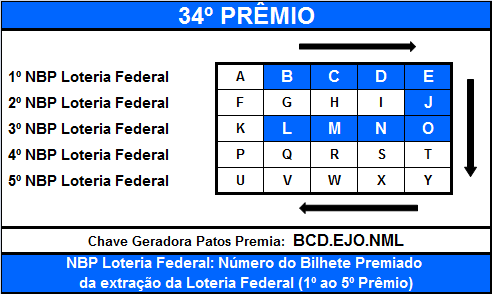 34º PRÊMIO
1º NBP Loteria Federal A B C D E
2º NBP Loteria Federal F G H I J
3º NBP Loteria Federal K L M N O
4º NBP Loteria Federal P Q R S T
5º NBP Loteria Federal U V W X Y
Chave Geradora Patos Premia: BCD.EJO.NML
NBP Loteria Federal: Número do Bilhete Premiado
da extração da Loteria Federal (1º ao 5º Prêmio)